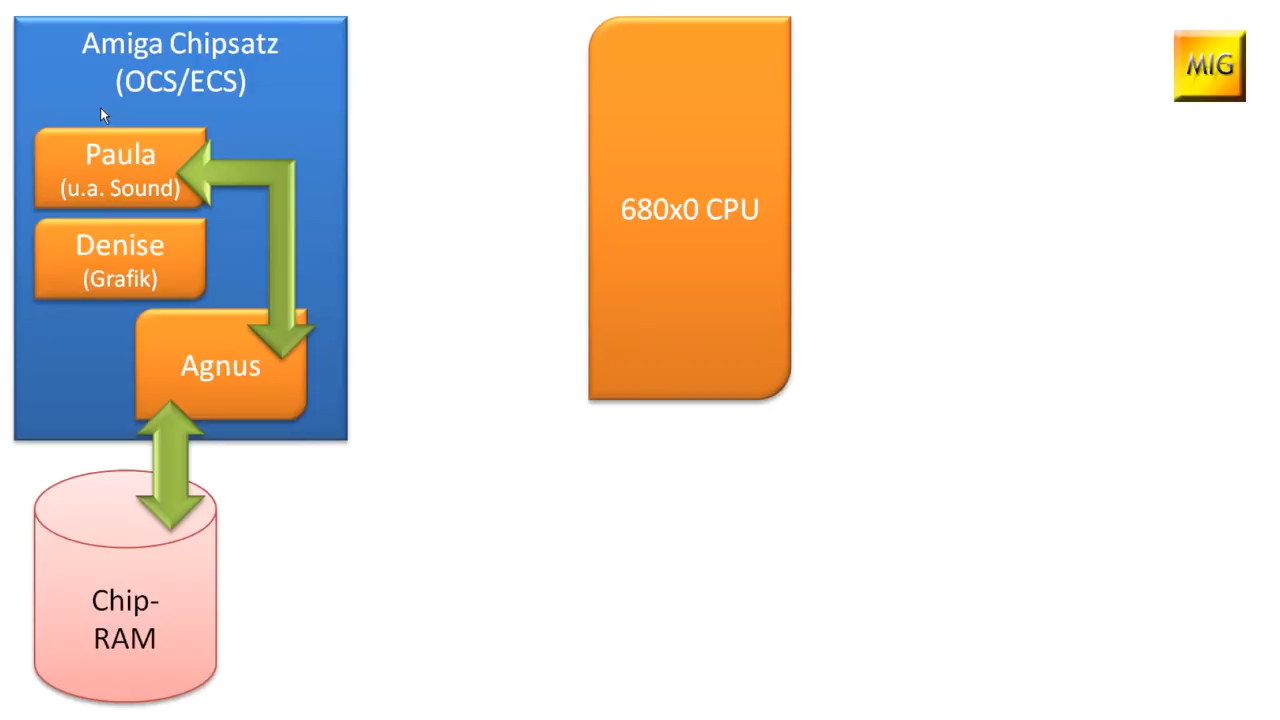 Amiga Chipsatz
(OCS/ECS)
Paula
(u.a. Sound)
Denise
(Grafik)
Agnus
Chip-
RAM
680x0 CPU
MIG